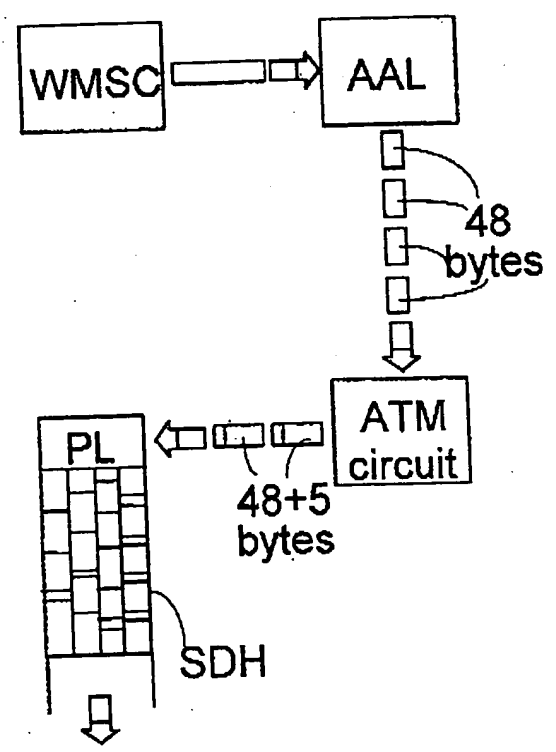 WMSC
AAL
48
bytes
ATM
circuit
PL
48+5
bytes
SDH